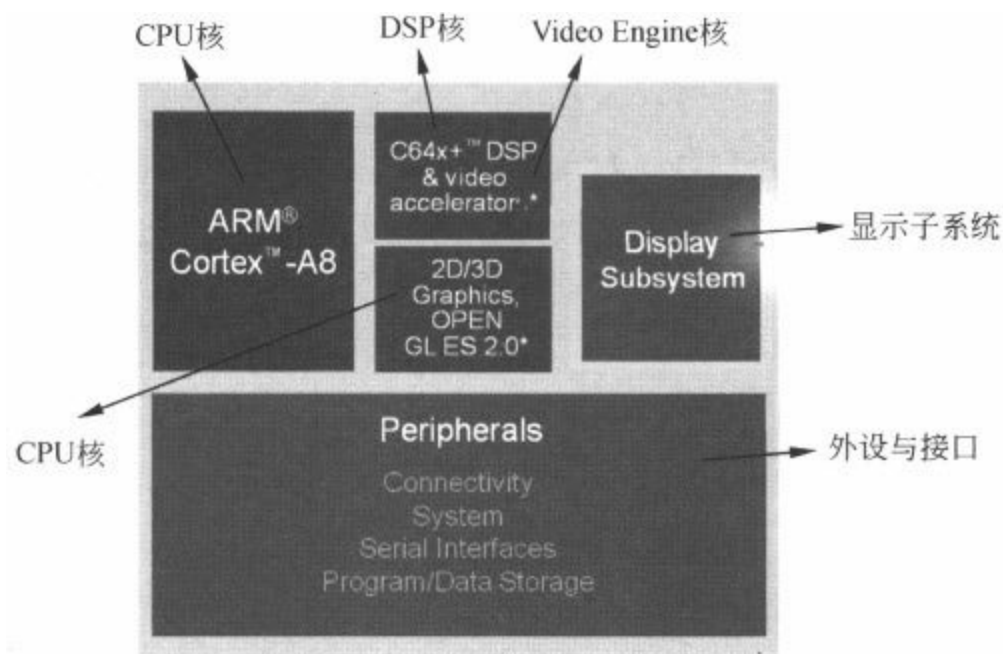 CPU核
DSP核
Video Engine核
ARM® Cortex™-A8
C64x+™ DSP
& video
accelerator.*
2D/3D
Graphics,
OPEN
GL ES 2.0*
Display
Subsystem
显示子系统
CPU核
Peripherals
Connectivity
System
Serial Interfaces
Program/Data Storage
外设与接口